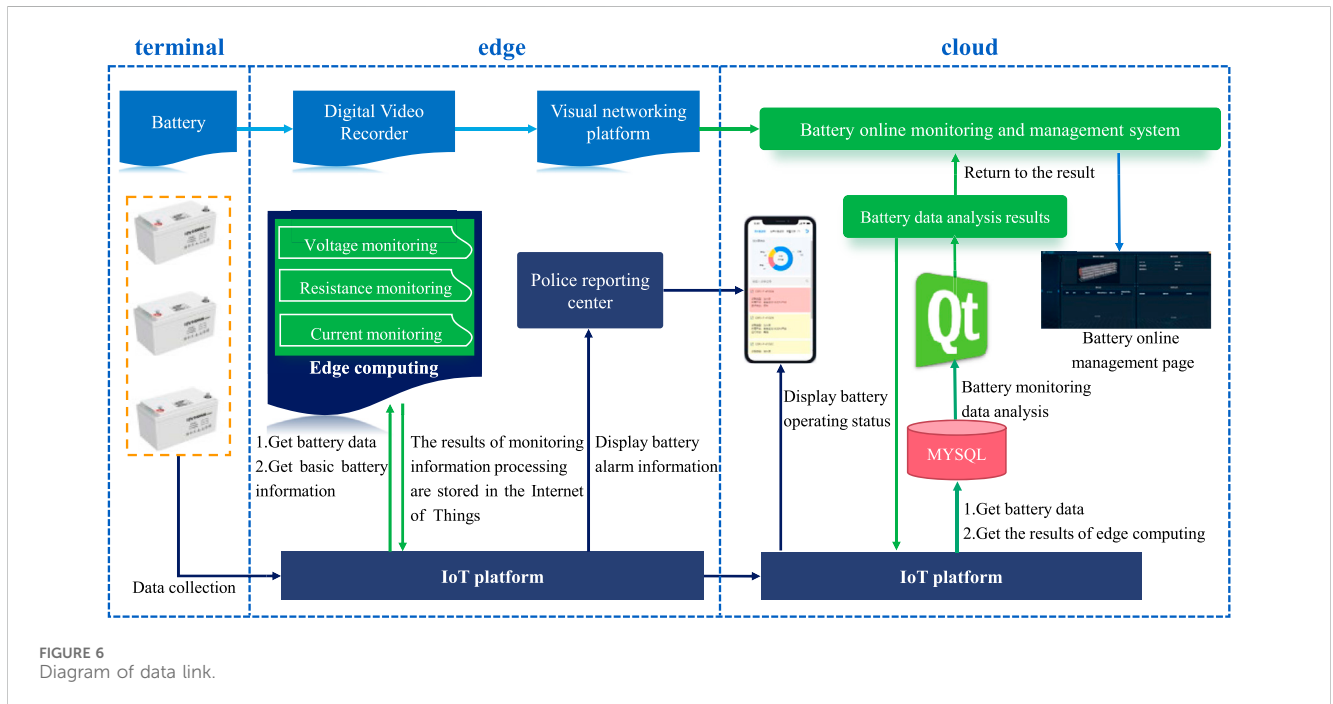 terminal
edge
cloud
Battery
Digital Video
Recorder
Visual networking
platform
Battery online monitoring and management system
Return to the result
Battery data analysis results
Voltage monitoring
Resistance monitoring
Current monitoring
Edge computing
Police reporting
center
Qt
Battery online
management page
Display battery
operating status
Battery monitoring
data analysis
MYSQL
1.Get battery data
2.Get basic battery
information
The results of monitoring
information processing
are stored in the Internet
of Things
Display battery
alarm information
1.Get battery data
2.Get the results of edge computing
IoT platform
IoT platform
Data collection
FIGURE 6
Diagram of data link.